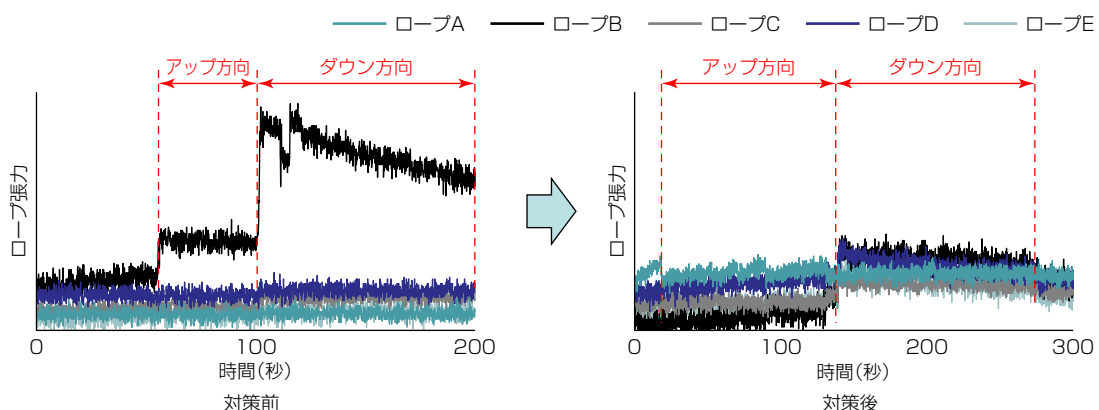 ロープA ロープB ロープC ロープD ロープE
アップ方向 ダウン方向
ロープ張力
0 100 200
時間(秒)
対策前
アップ方向 ダウン方向
ロープ張力
0 100 200 300
時間(秒)
対策後